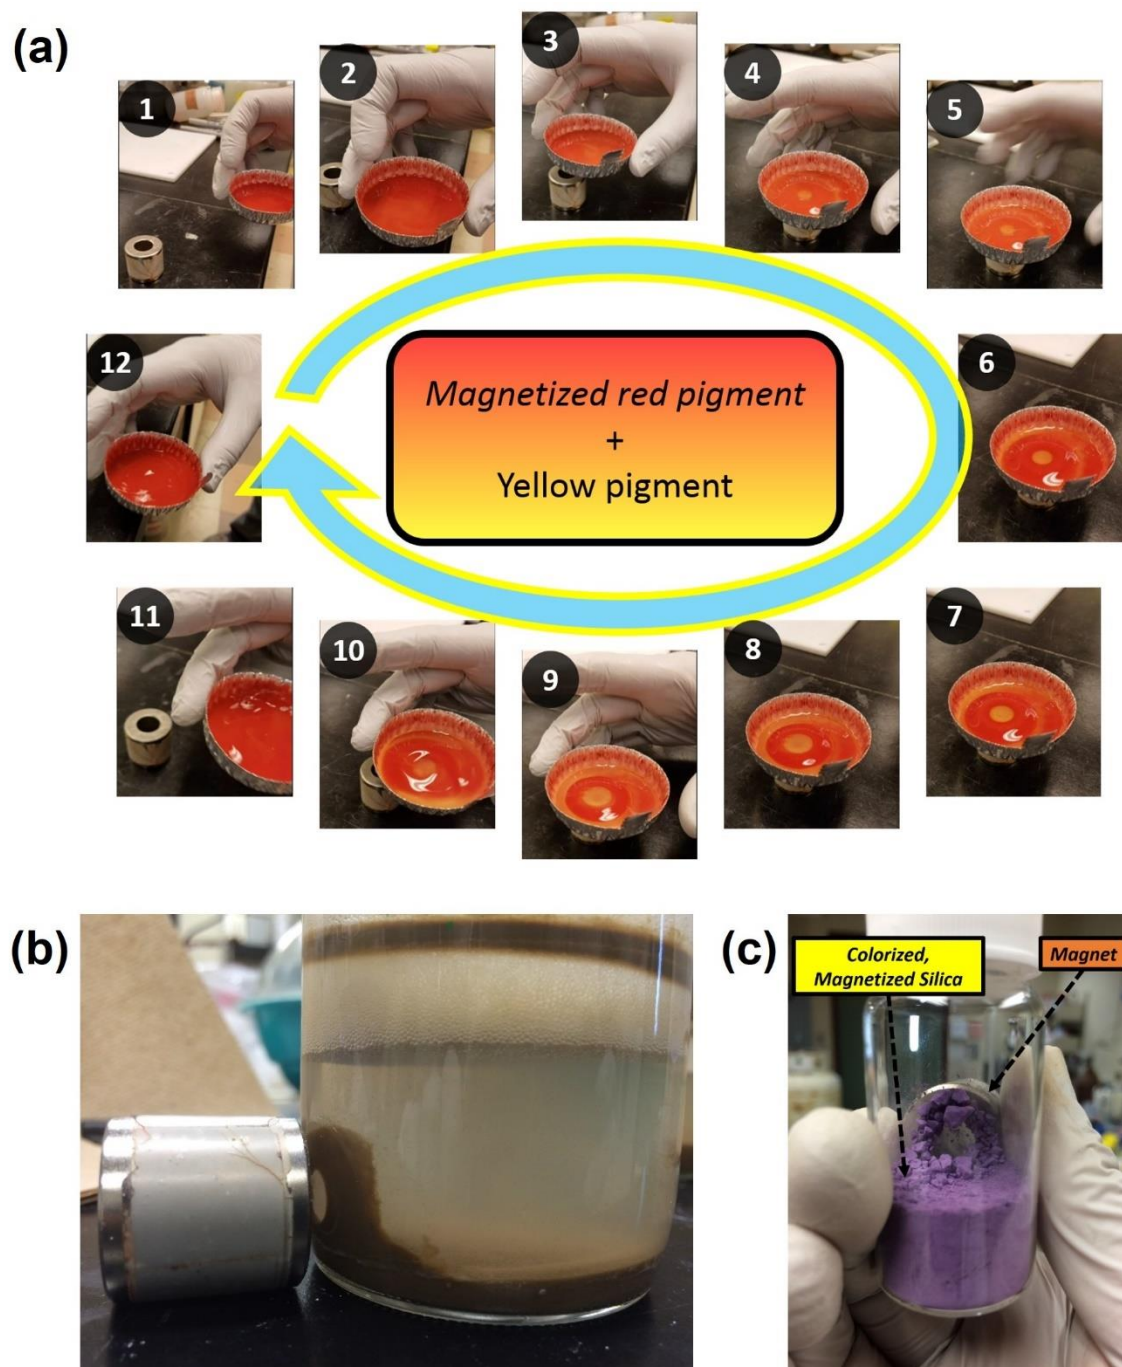 (a)
1
2
3
4
5
6
7
8
9
10
11
12
Magnetized red pigment
+
Yellow pigment
(b)
(c)
Colorized,
Magnetized Silica
Magnet